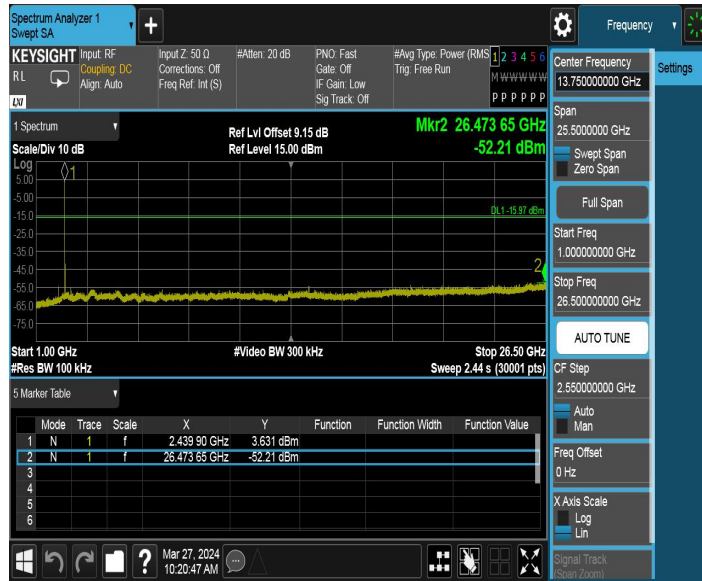 Spectrum Analyzer 1
Swept SA
Frequency
KEYSIGHT
RL
LXI
Input: RF
Coupling: DC
Align: Auto
Input Z: 50 Ω
Corrections: Off
Freq Ref: Int (S)
#Atten: 20 dB
PNO: Fast
Gate: Off
IF Gain: Low
Sig Track: Off
#Avg Type: Power (RMS
Trig: Free Run
1 2 3 4 5 6
M W W W W W
P P P P P P
Center Frequency
13.750000000 GHz
Settings
Span
25.5000000 GHz
Swept Span
Zero Span
Full Span
Start Freq
1.00000000 GHz
Stop Freq
26.500000000 GHz
AUTO TUNE
CF Step
2.550000000 GHz
Auto
Man
Freq Offset
0 Hz
X Axis Scale
Log
Lin
Signal Track
(Span Zoom)
1 Spectrum
Scale/Div 10 dB
Ref Lvl Offset 9.15 dB
Ref Level 15.00 dBm
Mkr2 26.473 65 GHz
-52.21 dBm
Log
5.00
-5.00
-15.0
-25.0
-35.0
-45.0
-55.0
-65.0
-75.0
1
DL1 -15.97 dBm
2
Start 1.00 GHz
#Res BW 100 kHz
#Video BW 300 kHz
Stop 26.50 GHz
Sweep 2.44 s (30001 pts)
5 Marker Table
Mode Trace Scale X Y Function Function Width Function Value
1 N 1 f 2.439 90 GHz 3.631 dBm
2 N 1 f 26.473 65 GHz -52.21 dBm
3
4
5
6
?
Mar 27, 2024
10:20:47 AM